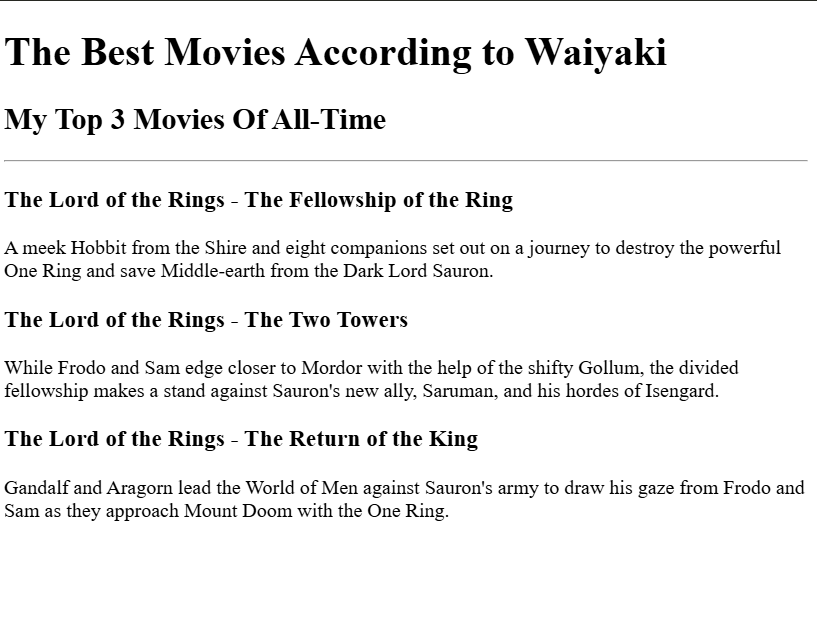 The Best Movies According to Waiyaki
My Top 3 Movies Of All-Time
The Lord of the Rings - The Fellowship of the Ring
A meek Hobbit from the Shire and eight companions set out on a journey to destroy the powerful
One Ring and save Middle-earth from the Dark Lord Sauron.
The Lord of the Rings - The Two Towers
While Frodo and Sam edge closer to Mordor with the help of the shifty Gollum, the divided
fellowship makes a stand against Sauron's new ally, Saruman, and his hordes of Isengard.
The Lord of the Rings - The Return of the King
Gandalf and Aragorn lead the World of Men against Sauron's army to draw his gaze from Frodo and
Sam as they approach Mount Doom with the One Ring.